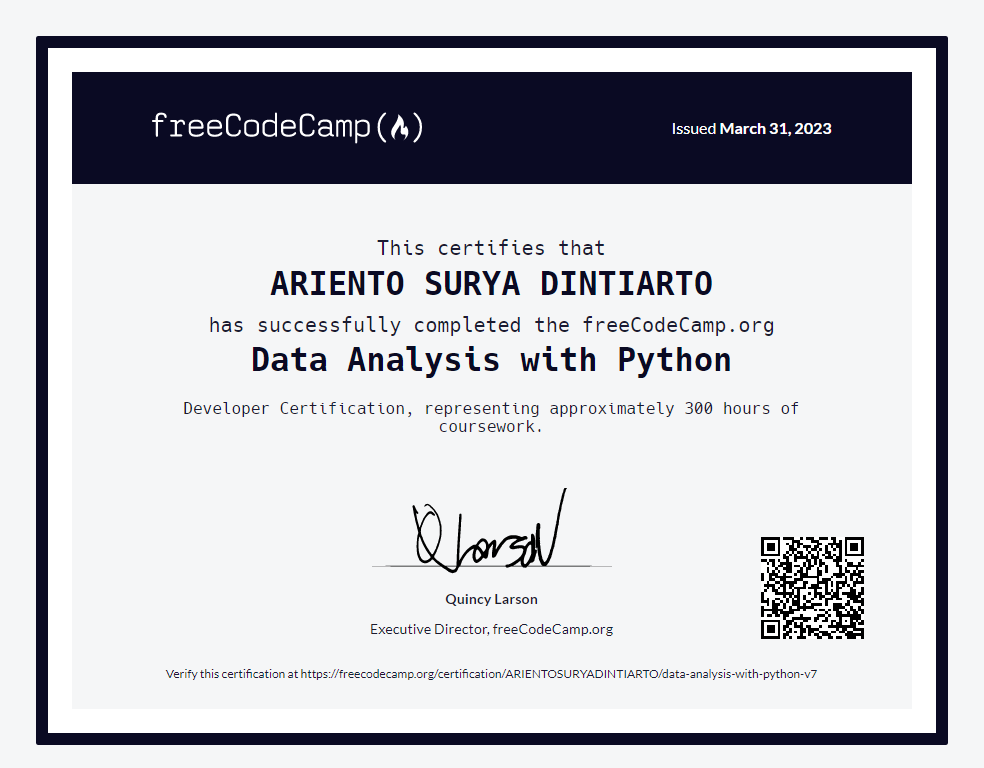 freeCodeCamp
Issued March 31, 2023
This certifies that
ARIENTO SURYA DINTIARTO
has successfully completed the freeCodeCamp.org
Data Analysis with Python
Developer Certification, representing approximately 300 hours of
coursework.
Q Larson
Quincy Larson
Executive Director, freeCodeCamp.org
Verify this certification at https://freecodecamp.org/certification/ARIENTOSURYADINTIARTO/data-analysis-with-python-v7